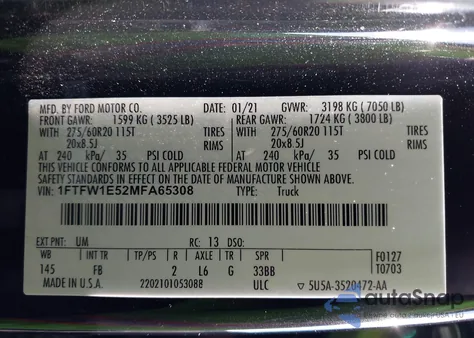 MFD. BY FORD MOTOR CO. DATE: 01/21 GVWR: 3198 KG (7050 LB)
FRONT GAWR: 1599 KG (3525 LB) REAR GAWR: 1724 KG (3800 LB)
WITH 275/60R20 115T TIRES WITH 275/60R20 115T TIRES
20x8.5J RIMS 20x8.5J RIMS
AT 240 kPa/ 35 PSI COLD AT 240 kPa/ 35 PSI COLD
THIS VEHICLE CONFORMS TO ALL APPLICABLE FEDERAL MOTOR VEHICLE
SAFETY STANDARDS IN EFFECT ON THE DATE OF MANUFACTURE SHOWN ABOVE.
VIN: 1FTFW1E52MFA65308 TYPE: Truck
EXT PNT: UM RC: 13 DSO: F0127
WB INT TR TP/PS R AXLE TR SPR T0703
145 FB 2 L6 G 33BB
MADE IN U.S.A. 2202101053088 ULC ▽ 5U5A-3520472-AA
autoSnap